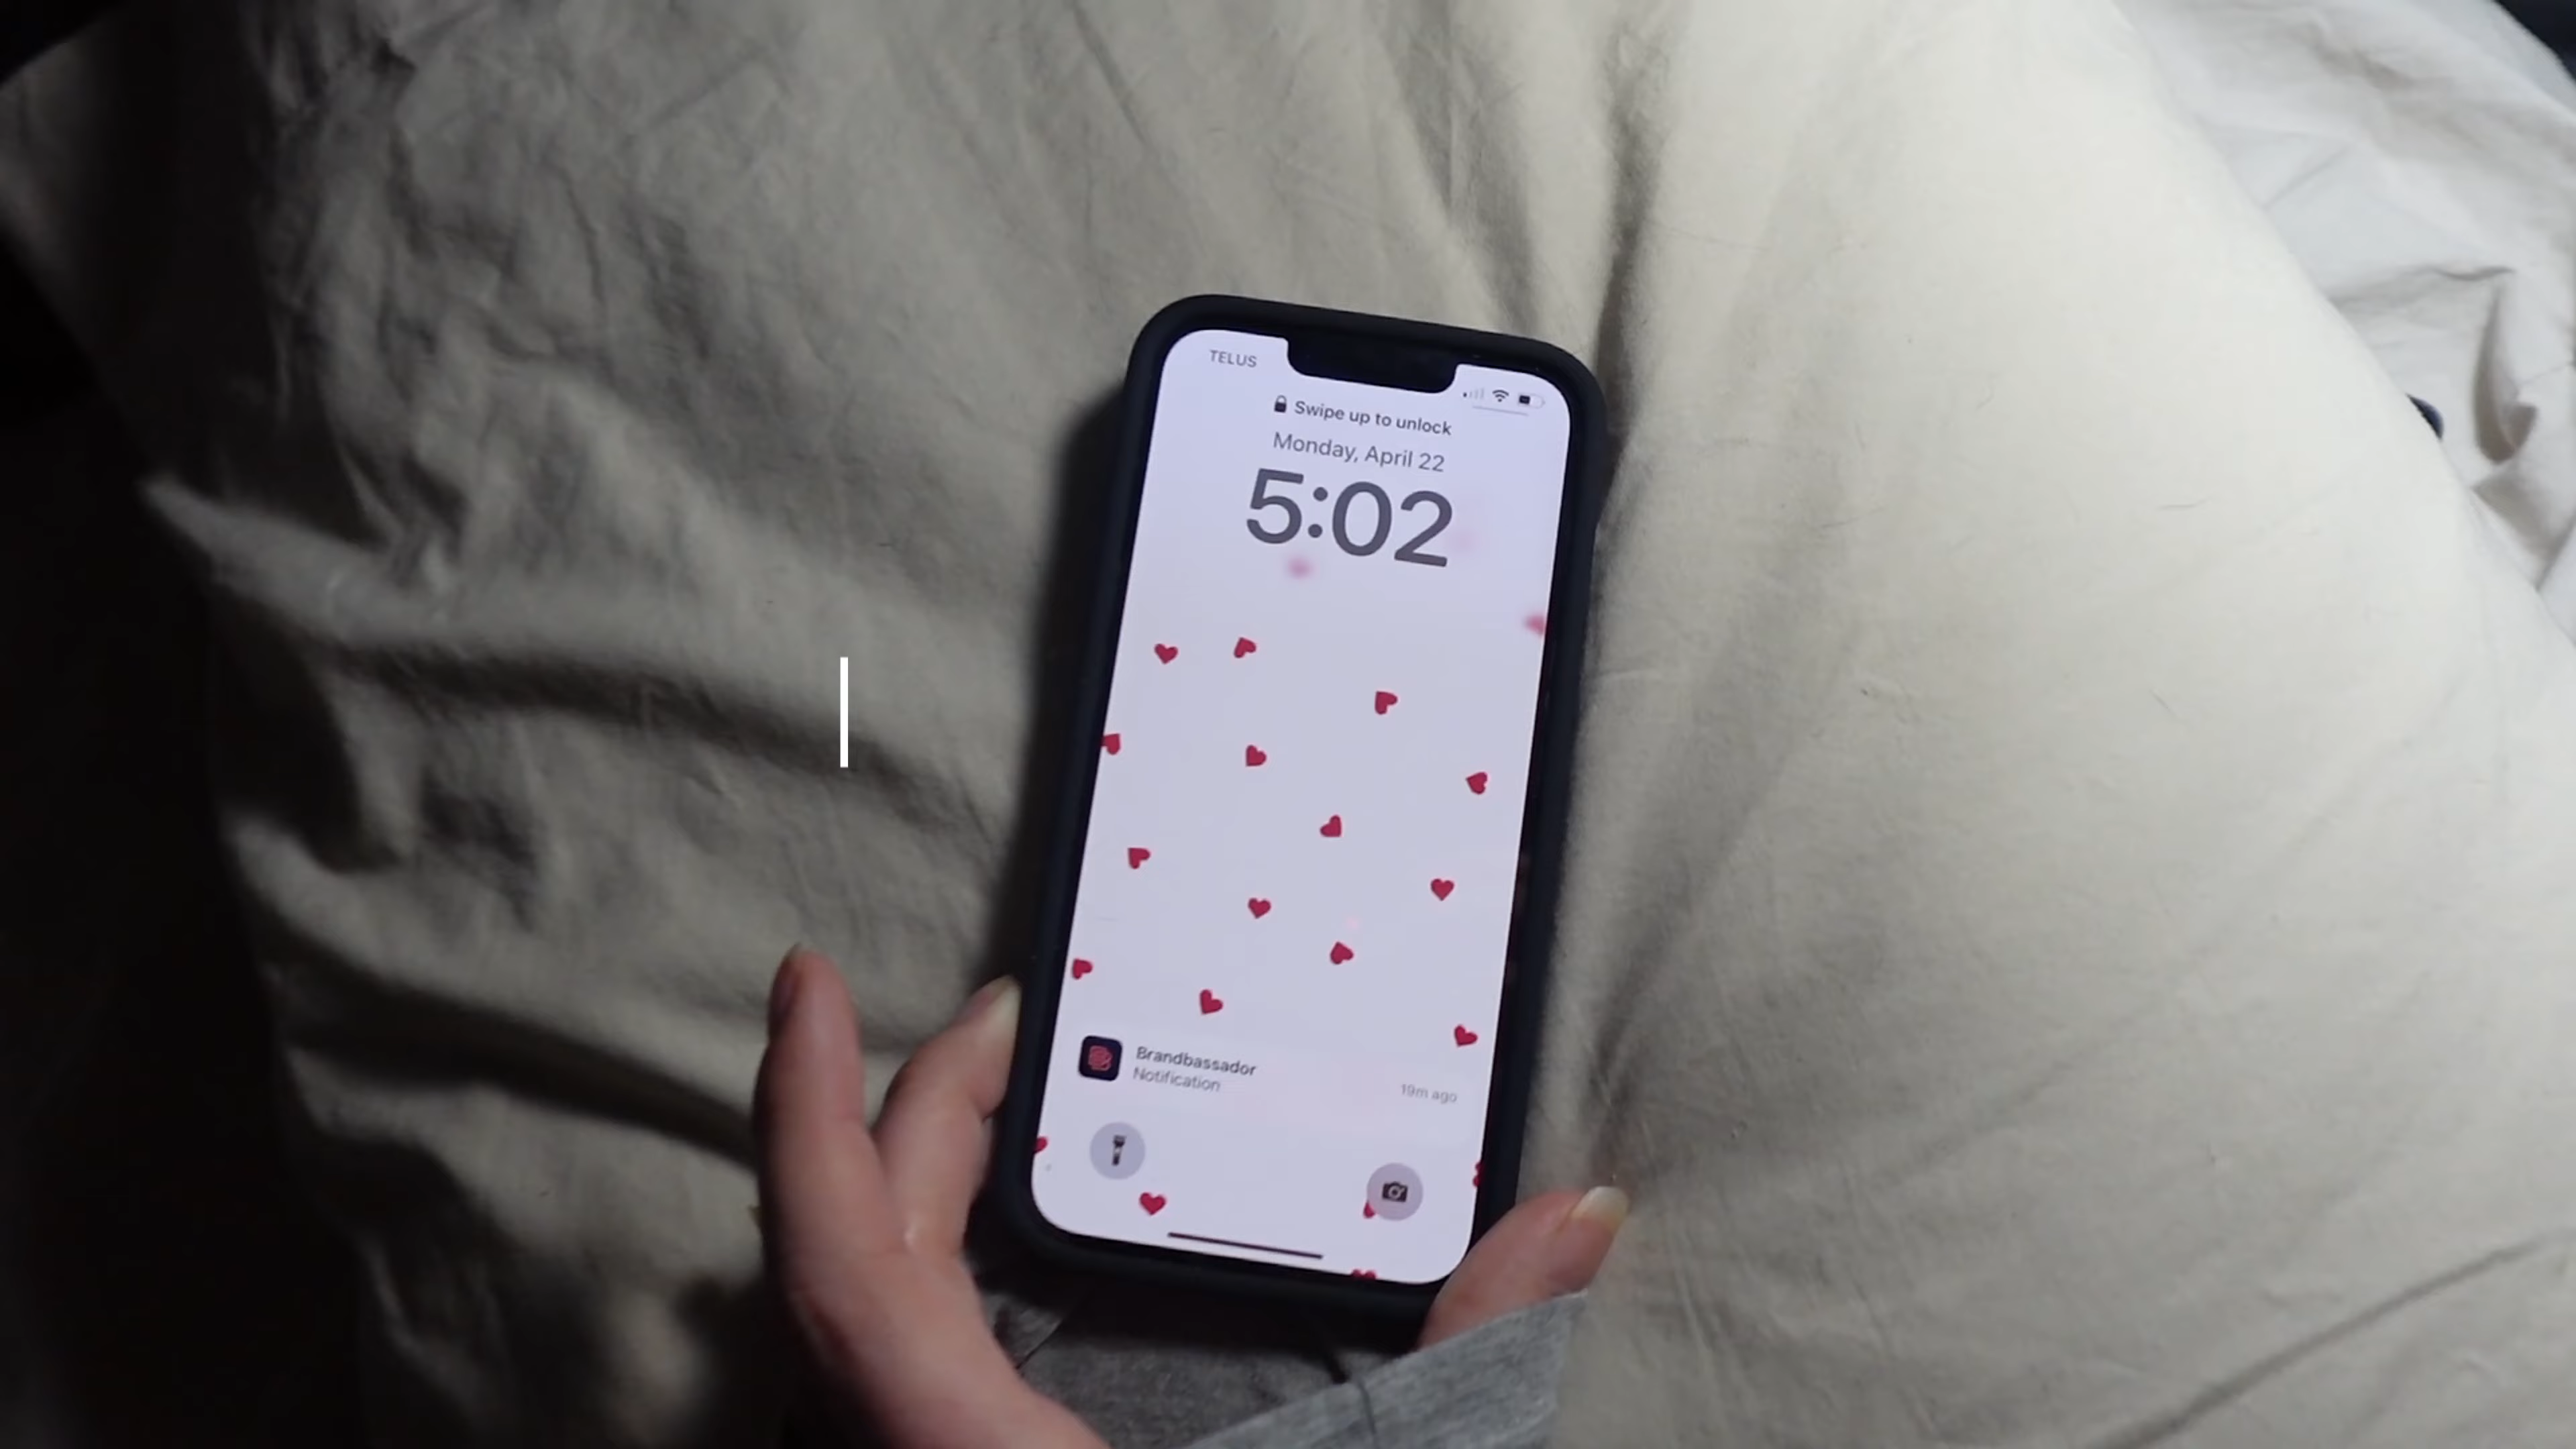 TELUS
Swipe up to unlock
Monday, April 22
5:02
Brandbassador
Notification
19m ago